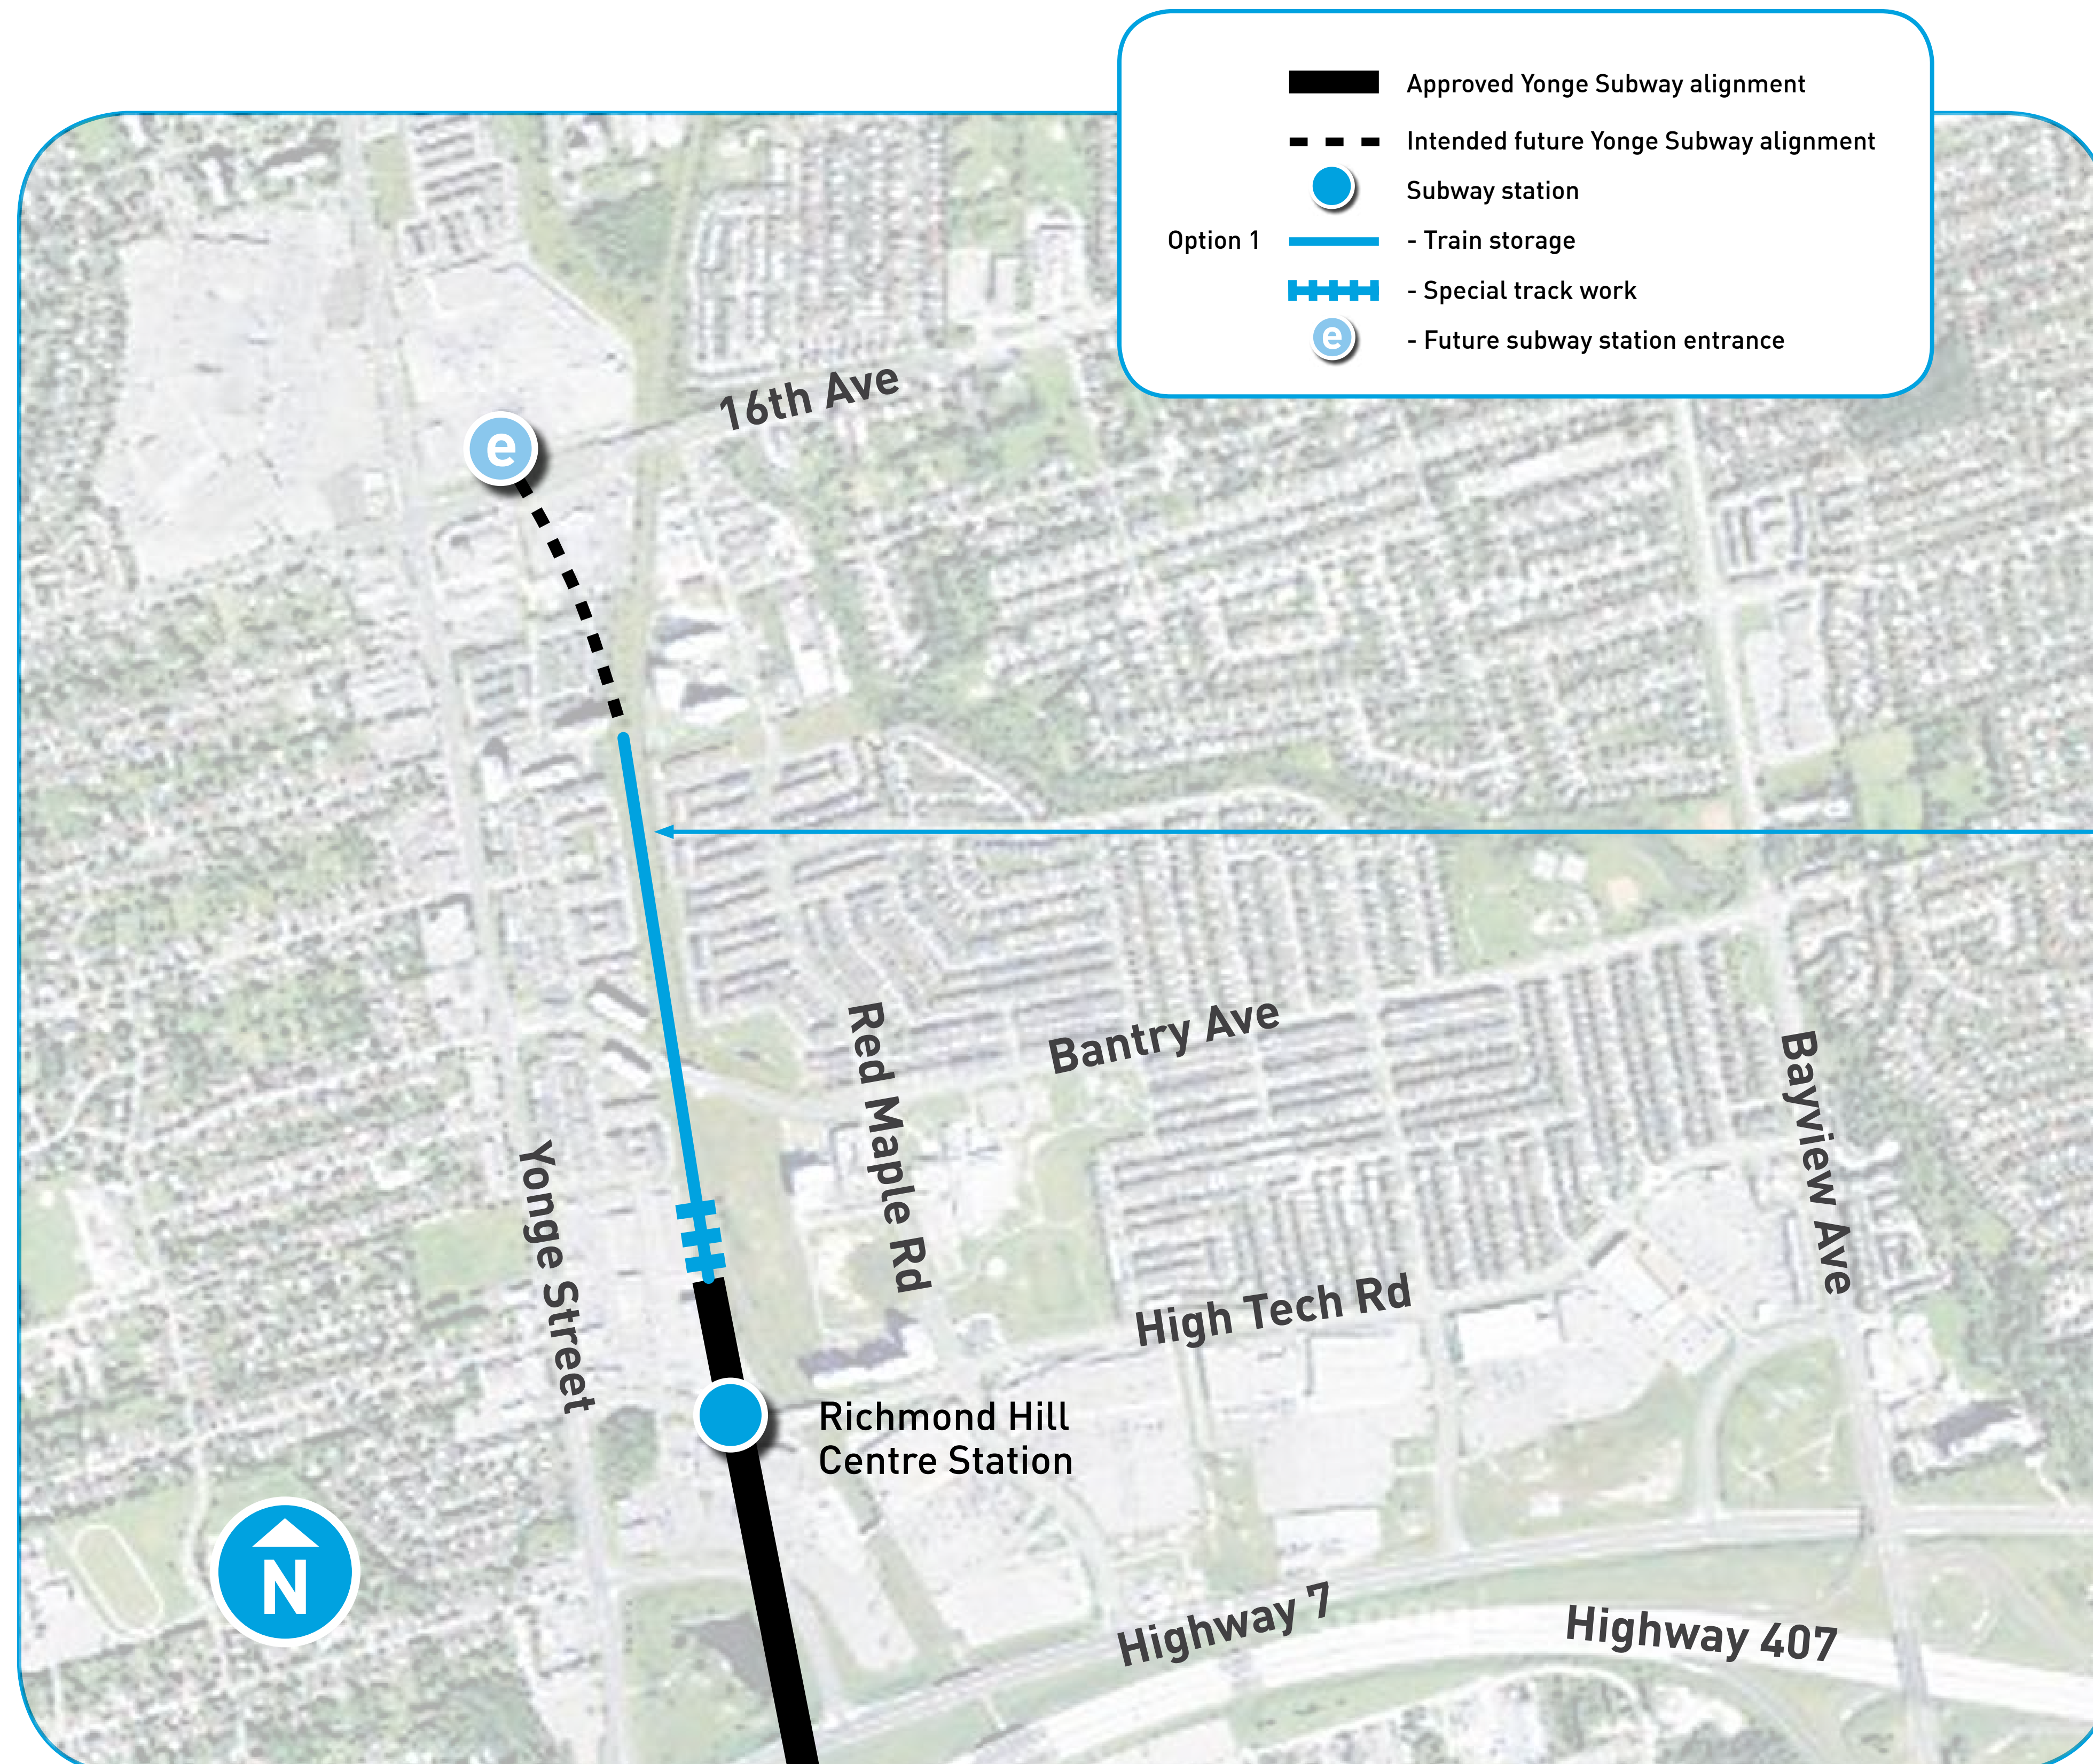 Approved Yonge Subway alignment
Intended future Yonge Subway alignment
Subway station
Option 1 - Train storage
- Special track work
e - Future subway station entrance
16th Ave
e
Red Maple Rd
Bantry Ave
Bayview Ave
Yonge Street
High Tech Rd
Richmond Hill
Centre Station
N
Highway 7
Highway 407